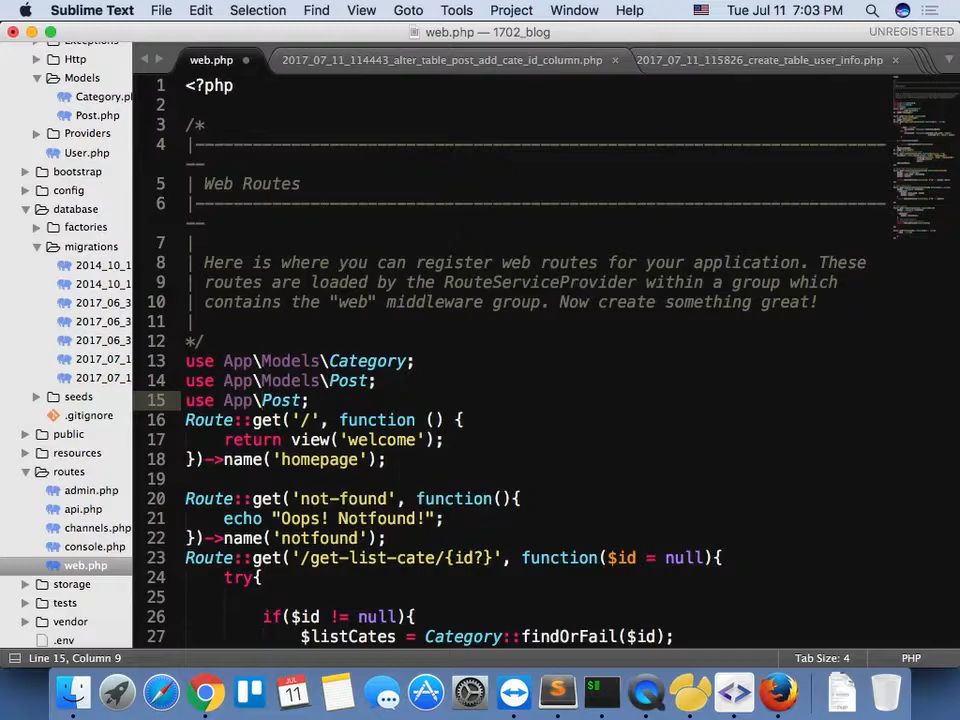 Sublime Text File Edit Selection Find View Goto Tools Project Window Help Tue Jul 11 7:03 PM
web.php — 1702_blog UNREGISTERED
Exceptions
Http
Models
Category.p
Post.php
Providers
User.php
bootstrap
config
database
factories
migrations
2014_10_1
2014_10_1
2017_06_3
2017_06_3
2017_06_3
2017_07_1
2017_07_1
seeds
.gitignore
public
resources
routes
admin.php
api.php
channels.php
console.php
web.php
storage
tests
vendor
.env
web.php 2017_07_11_114443_alter_table_post_add_cate_id_column.php 2017_07_11_115826_create_table_user_info.php
1 <?php
2
3 /*
4 |--------------------------------------------------------------------------
5 | Web Routes
6 |--------------------------------------------------------------------------
7 |
8 | Here is where you can register web routes for your application. These
9 | routes are loaded by the RouteServiceProvider within a group which
10 | contains the "web" middleware group. Now create something great!
11 |
12 */
13 use App\Models\Category;
14 use App\Models\Post;
15 use App\Post;
16 Route::get('/', function () {
17 return view('welcome');
18 })->name('homepage');
19
20 Route::get('not-found', function(){
21 echo "Oops! Notfound!";
22 })->name('notfound');
23 Route::get('/get-list-cate/{id?}', function($id = null){
24 try{
25
26 if($id != null){
27 $listCates = Category::findOrFail($id);
Line 15, Column 9 Tab Size: 4 PHP
JUL
11